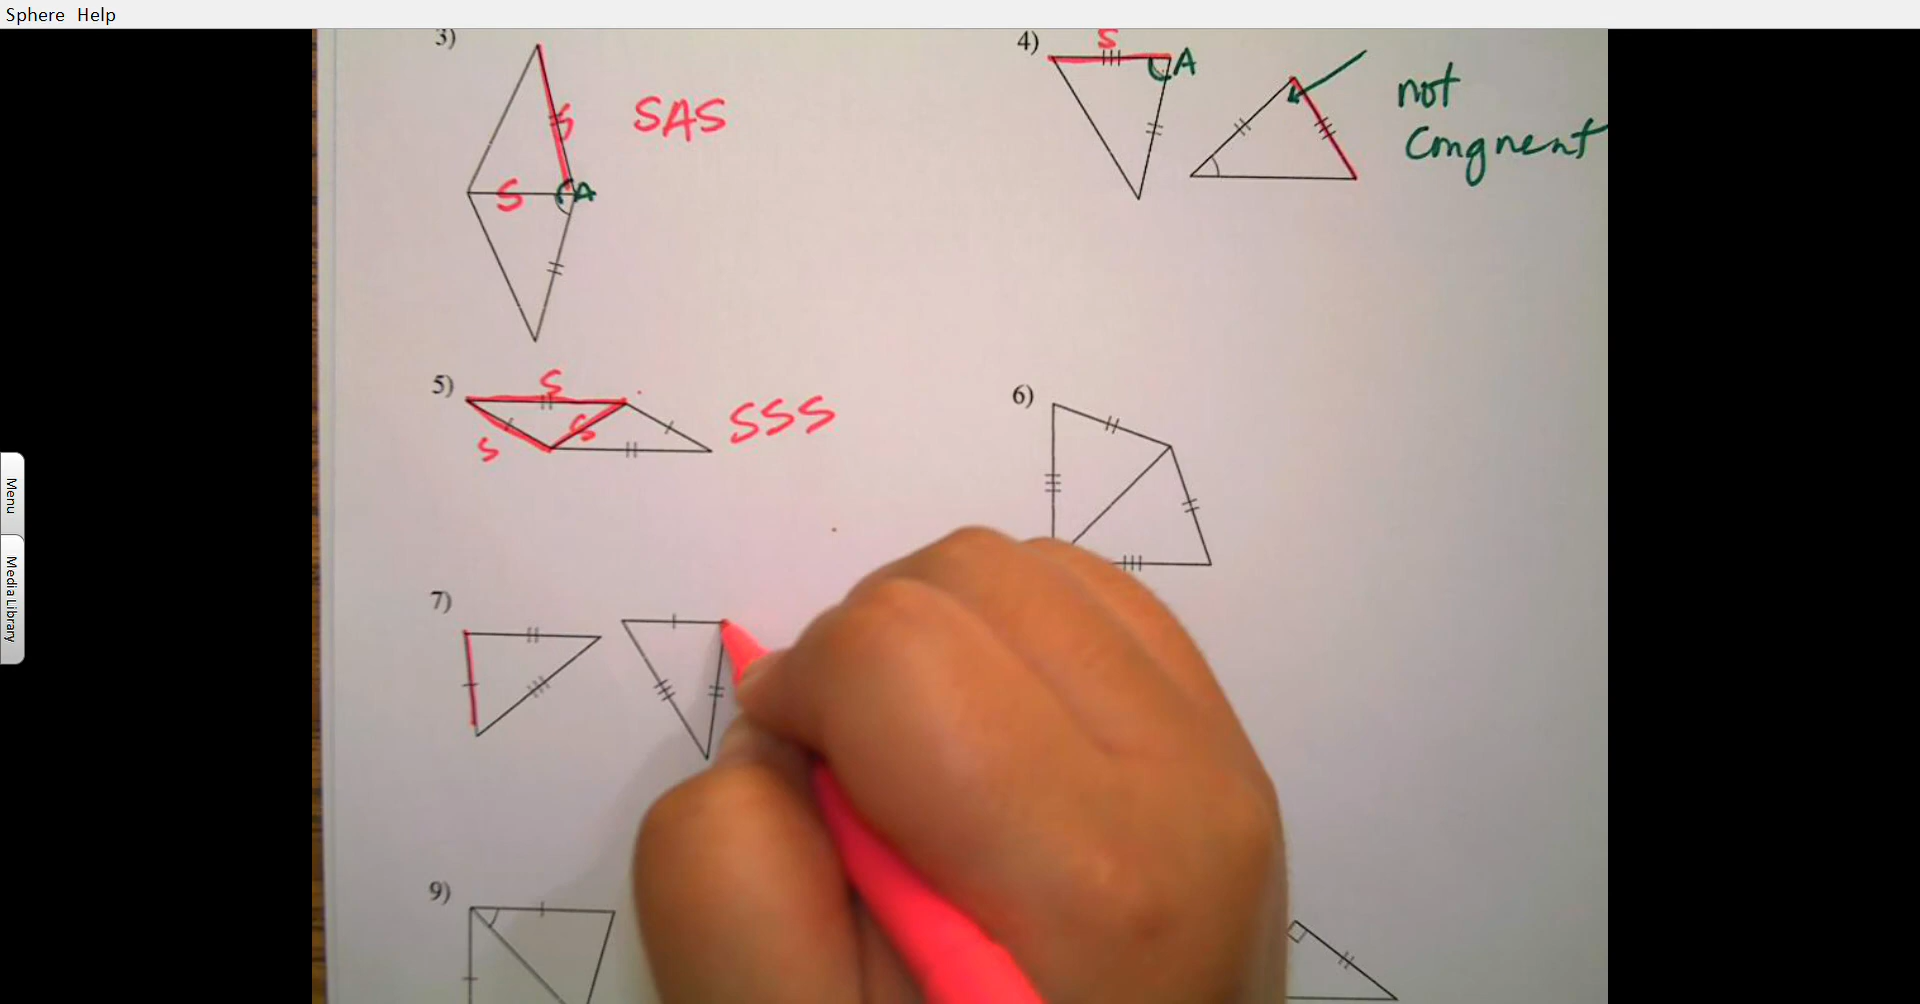 Sphere Help
3)
S
S
A
SAS
4)
S
A
not
Congruent
5)
S
S
S
SSS
6)
7)
9)
Menu
Media Library